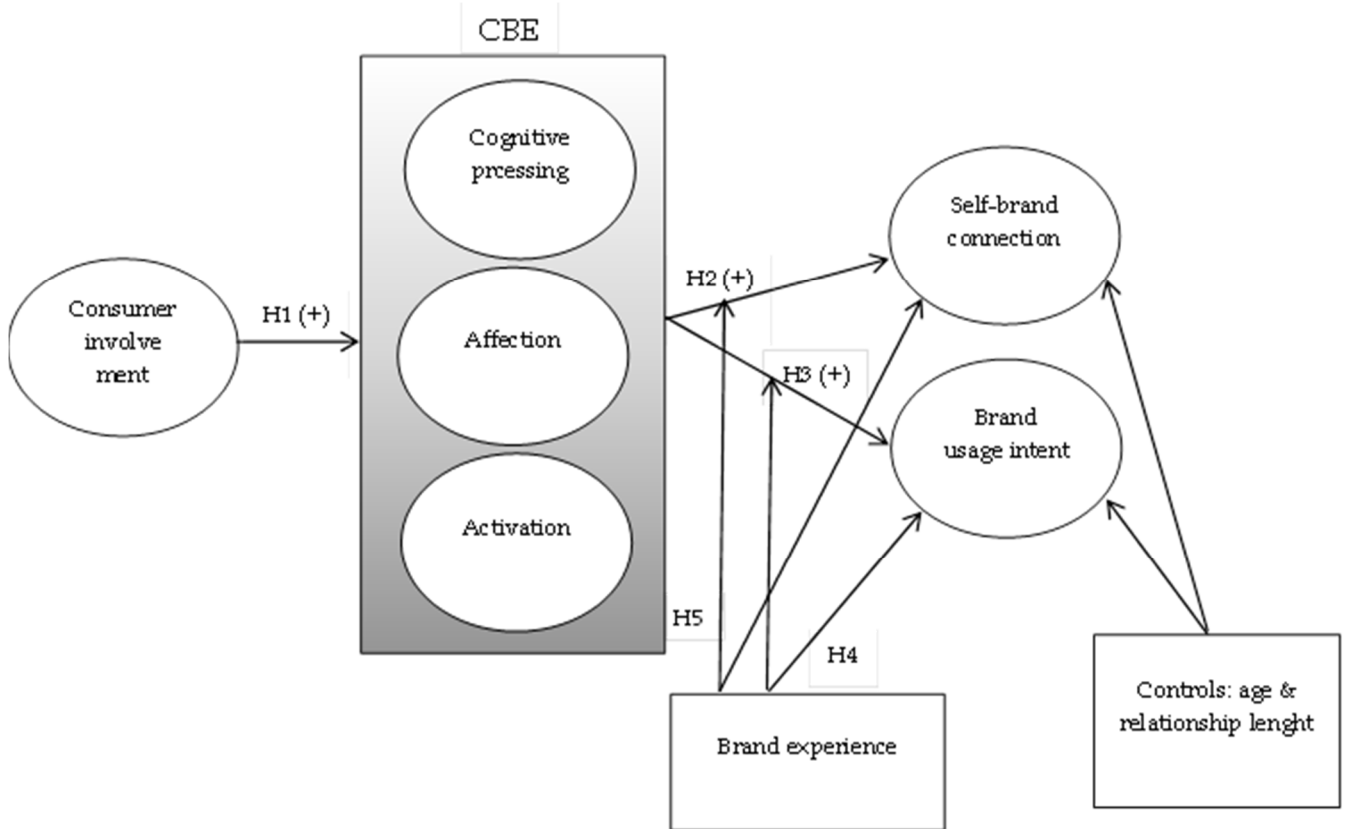 CBE
Cognitive
prcessing
Consumer
involve
ment
H1 (+)
Affection
Activation
H2 (+)
H3 (+)
Self-brand
connection
Brand
usage intent
H5
H4
Brand experience
Controls: age &
relationship lenght